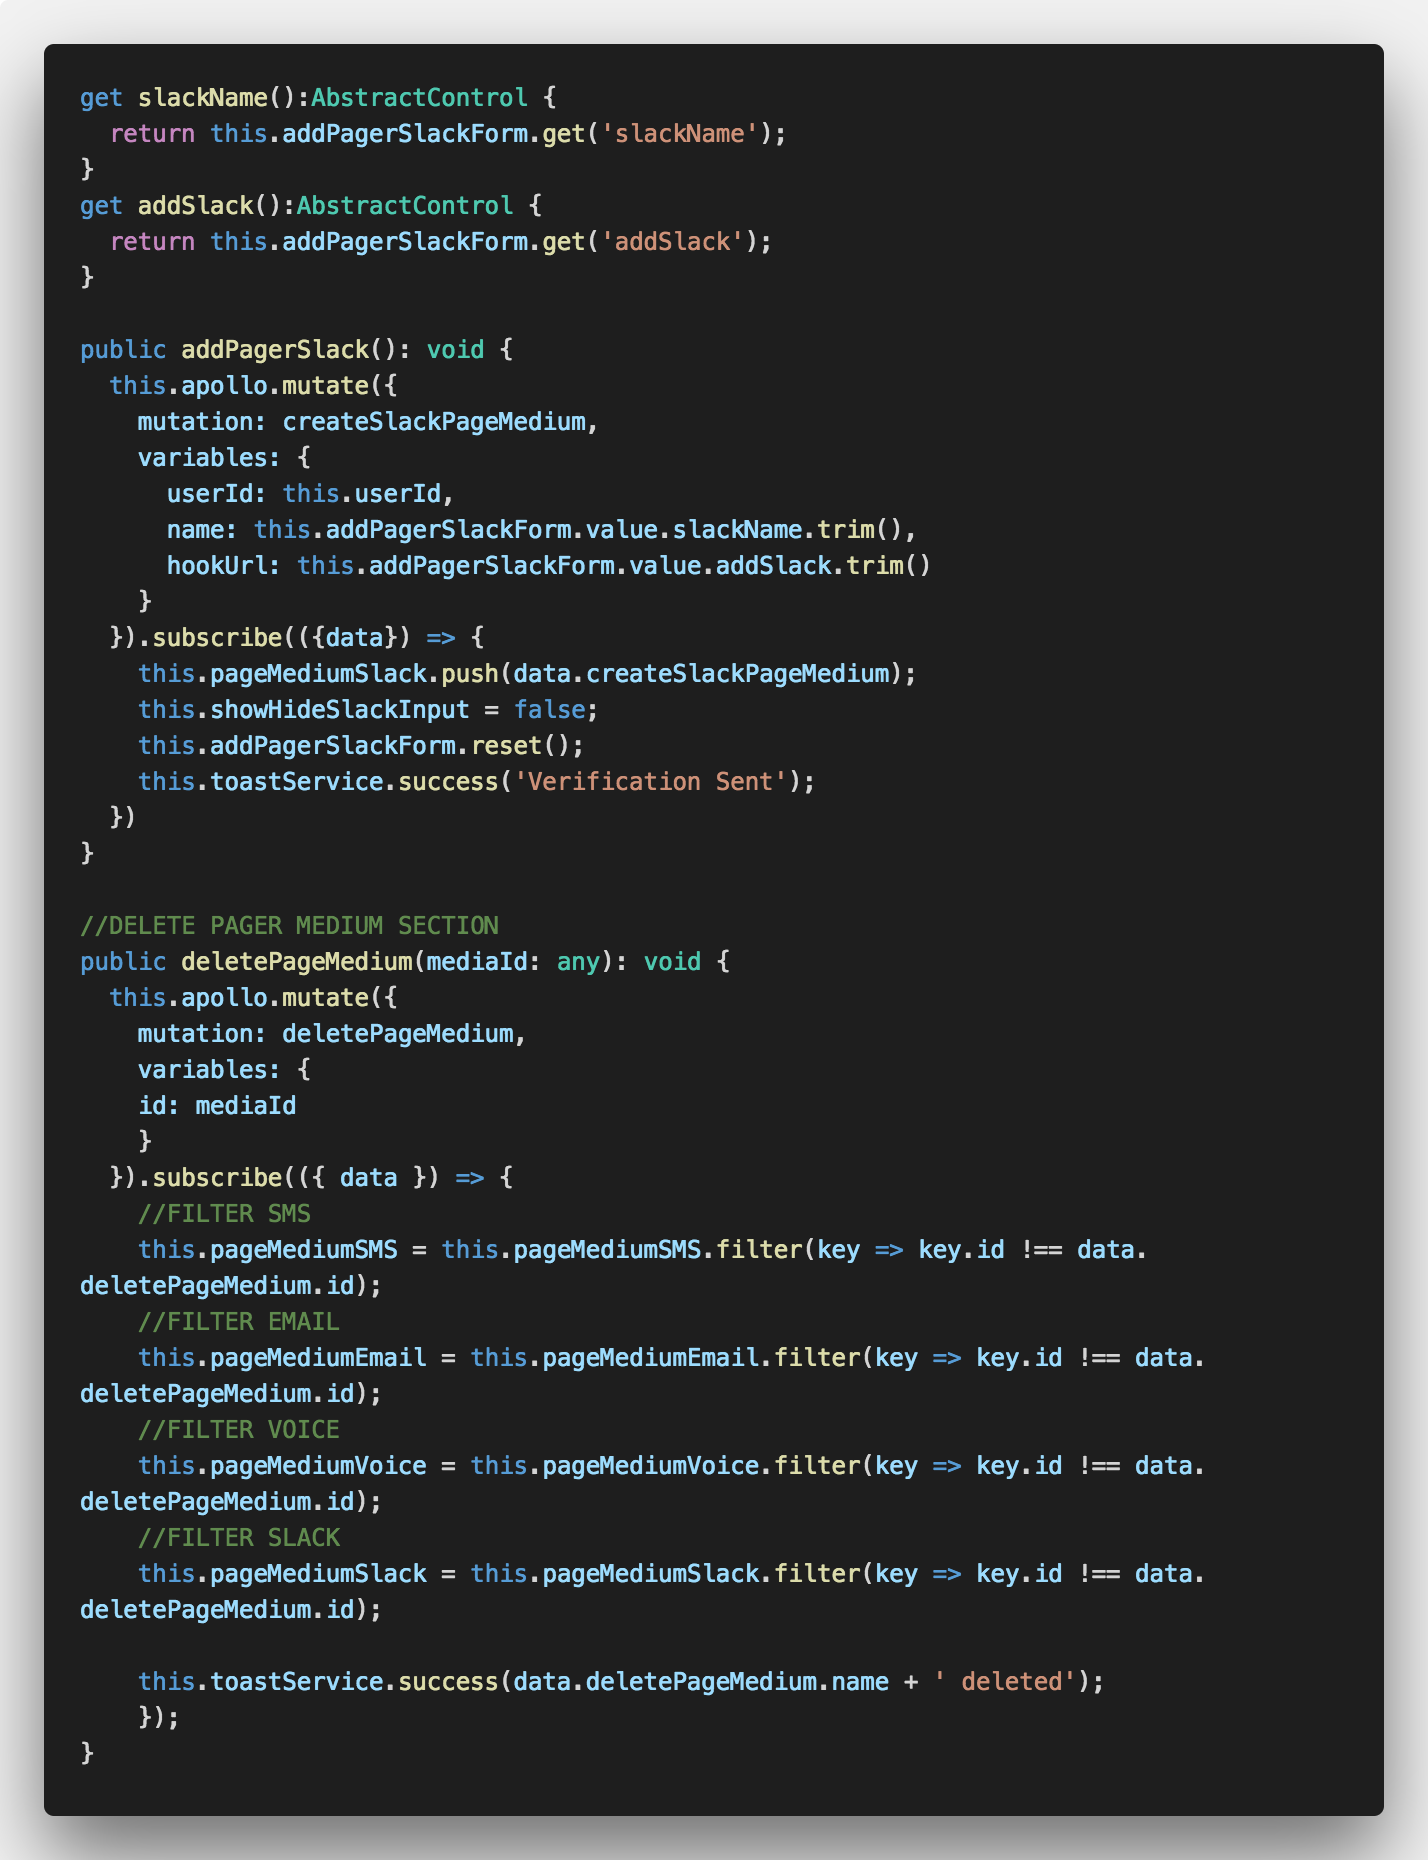 get slackName():AbstractControl {
  return this.addPagerSlackForm.get('slackName');
}
get addSlack():AbstractControl {
  return this.addPagerSlackForm.get('addSlack');
}

public addPagerSlack(): void {
  this.apollo.mutate({
    mutation: createSlackPageMedium,
    variables: {
      userId: this.userId,
      name: this.addPagerSlackForm.value.slackName.trim(),
      hookUrl: this.addPagerSlackForm.value.addSlack.trim()
    }
  }).subscribe(({data}) => {
    this.pageMediumSlack.push(data.createSlackPageMedium);
    this.showHideSlackInput = false;
    this.addPagerSlackForm.reset();
    this.toastService.success('Verification Sent');
  })
}

//DELETE PAGER MEDIUM SECTION
public deletePageMedium(mediaId: any): void {
  this.apollo.mutate({
    mutation: deletePageMedium,
    variables: {
    id: mediaId
    }
  }).subscribe(({ data }) => {
    //FILTER SMS
    this.pageMediumSMS = this.pageMediumSMS.filter(key => key.id !== data.
deletePageMedium.id);
    //FILTER EMAIL
    this.pageMediumEmail = this.pageMediumEmail.filter(key => key.id !== data.
deletePageMedium.id);
    //FILTER VOICE
    this.pageMediumVoice = this.pageMediumVoice.filter(key => key.id !== data.
deletePageMedium.id);
    //FILTER SLACK
    this.pageMediumSlack = this.pageMediumSlack.filter(key => key.id !== data.
deletePageMedium.id);

    this.toastService.success(data.deletePageMedium.name + ' deleted');
    });
}